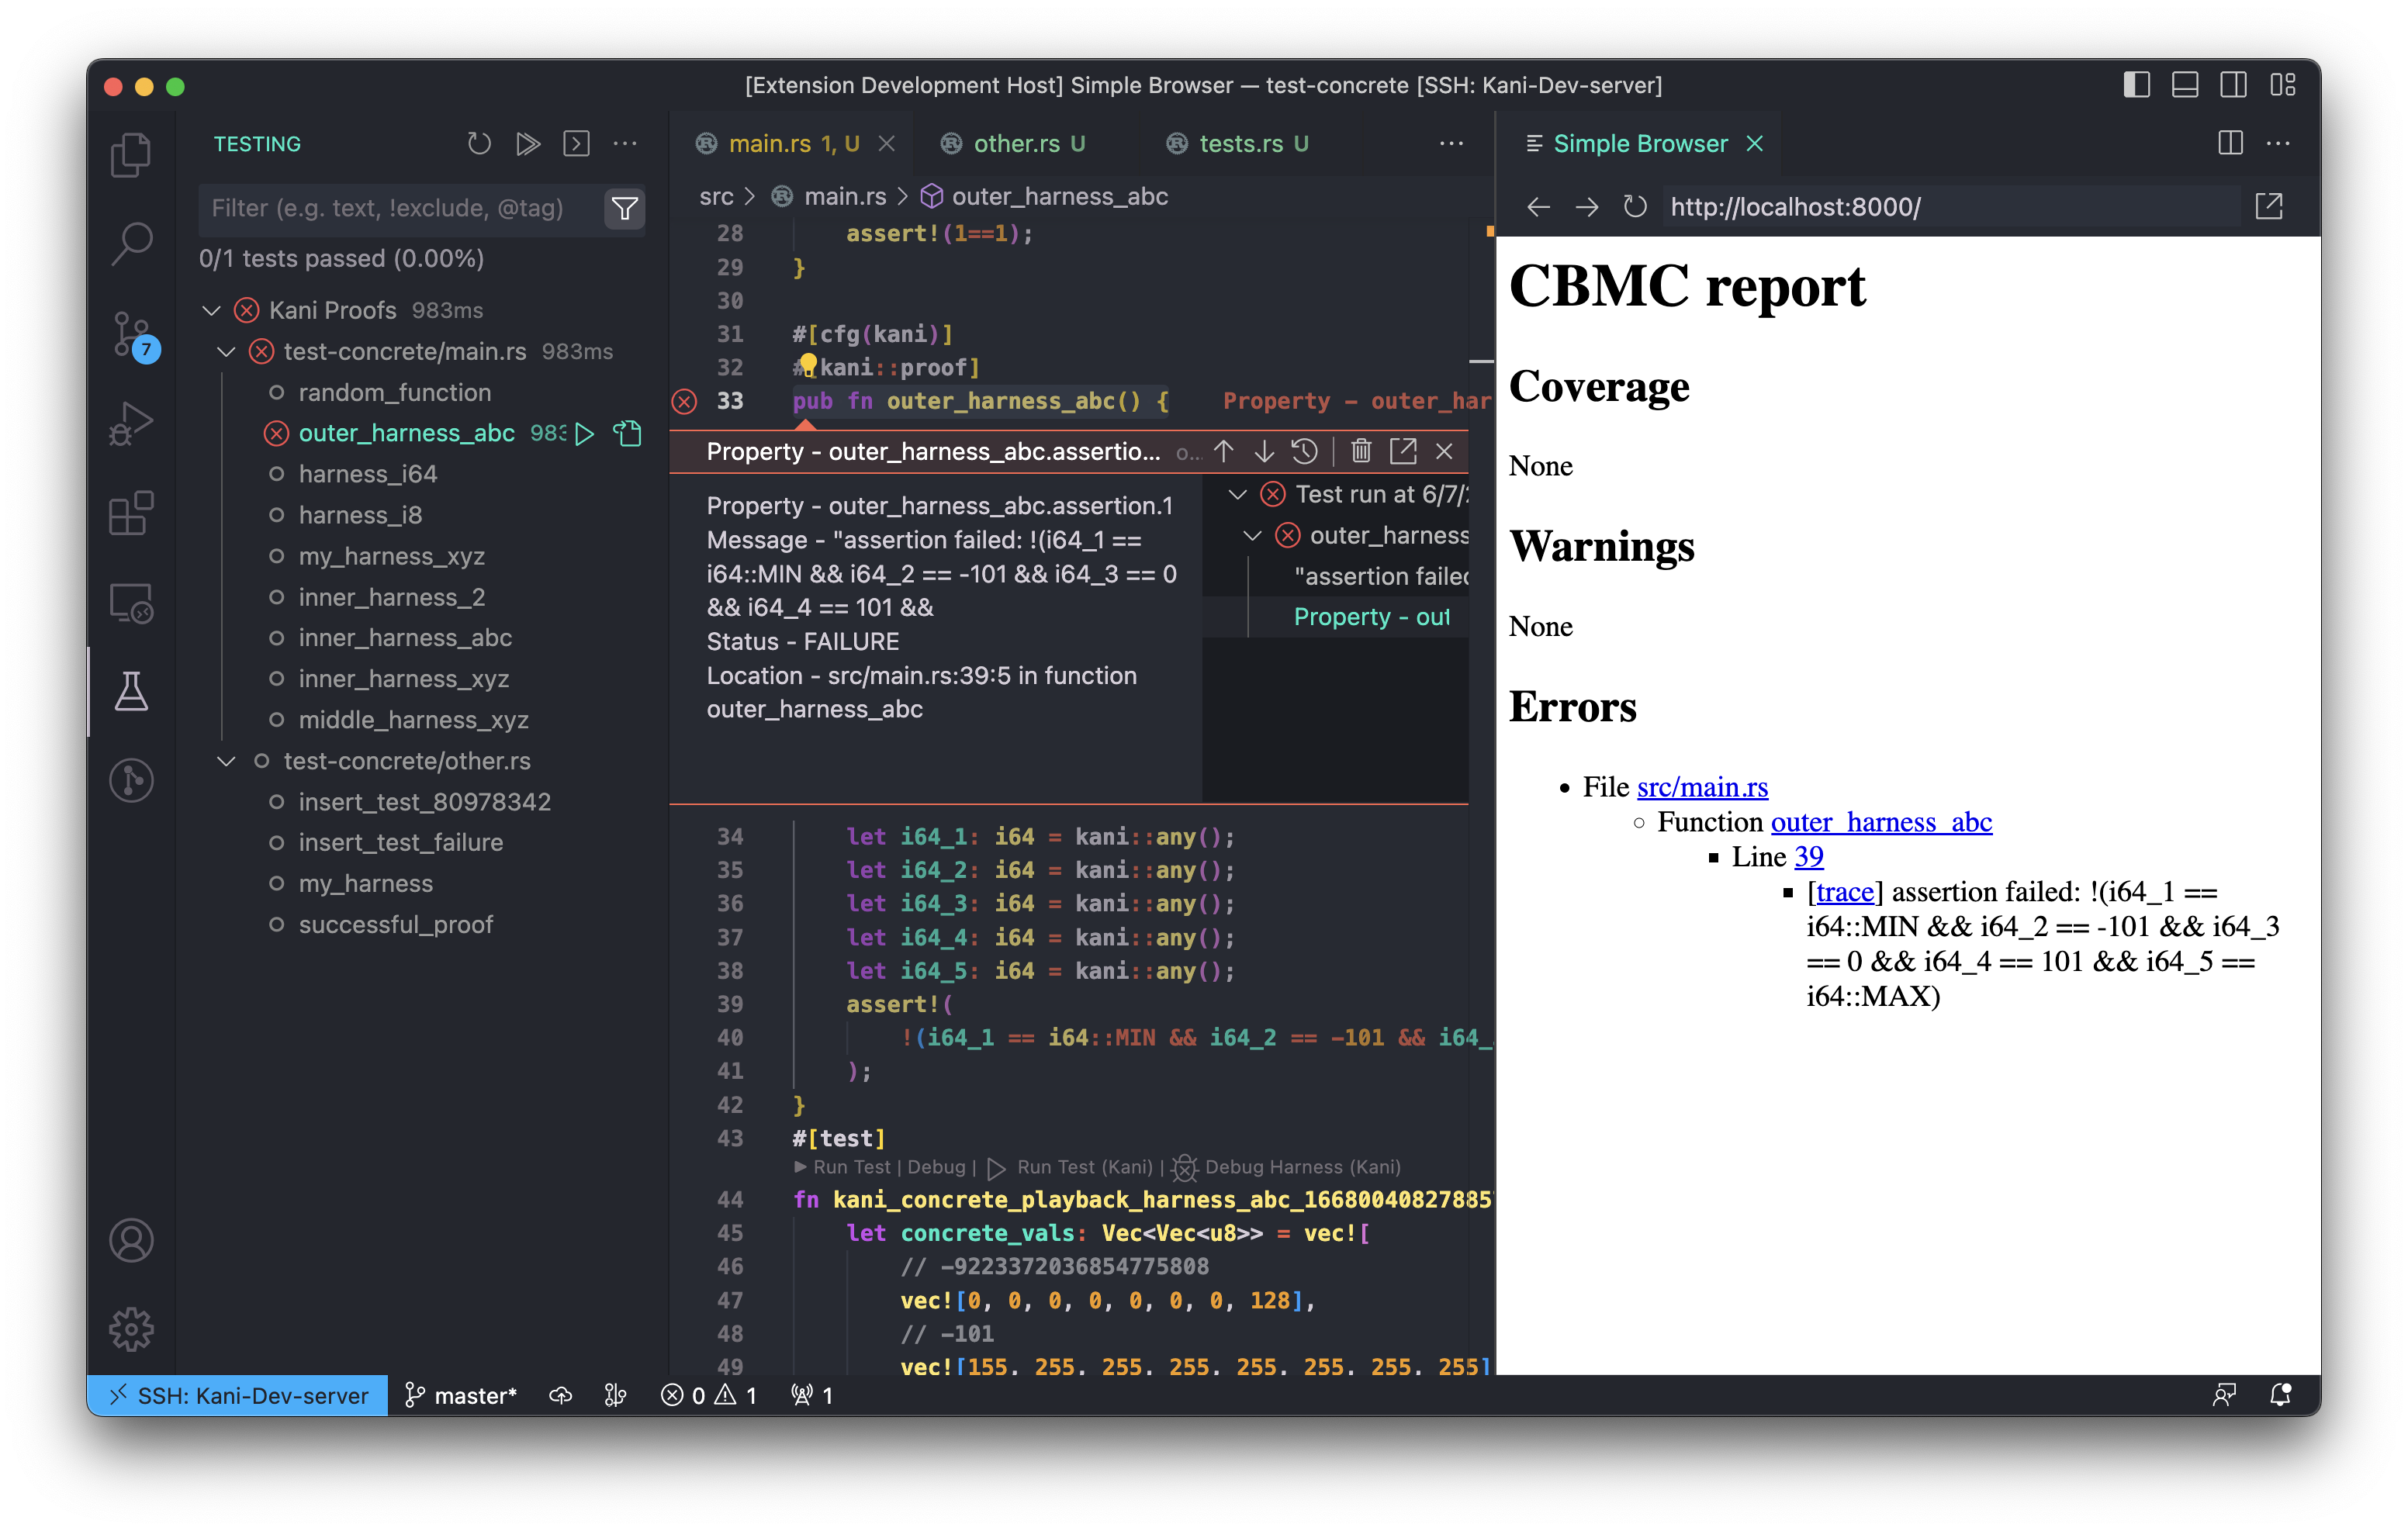 [Extension Development Host] Simple Browser — test-concrete [SSH: Kani-Dev-server]
TESTING
Filter (e.g. text, !exclude, @tag)
0/1 tests passed (0.00%)
Kani Proofs 983ms
test-concrete/main.rs 983ms
random_function
outer_harness_abc 983
harness_i64
harness_i8
my_harness_xyz
inner_harness_2
inner_harness_abc
inner_harness_xyz
middle_harness_xyz
test-concrete/other.rs
insert_test_80978342
insert_test_failure
my_harness
successful_proof
7
main.rs 1, U
other.rs U
tests.rs U
src > main.rs > outer_harness_abc
28 assert!(1==1);
29 }
30
31 #[cfg(kani)]
32 #[kani::proof]
33 pub fn outer_harness_abc() { Property - outer_har
Property - outer_harness_abc.assertio... o...
Property - outer_harness_abc.assertion.1
Message - "assertion failed: !(i64_1 ==
i64::MIN && i64_2 == -101 && i64_3 == 0
&& i64_4 == 101 &&
Status - FAILURE
Location - src/main.rs:39:5 in function
outer_harness_abc
Test run at 6/7/
outer_harness
"assertion failed
Property - out
34 let i64_1: i64 = kani::any();
35 let i64_2: i64 = kani::any();
36 let i64_3: i64 = kani::any();
37 let i64_4: i64 = kani::any();
38 let i64_5: i64 = kani::any();
39 assert!(
40 !(i64_1 == i64::MIN && i64_2 == -101 && i64_
41 );
42 }
43 #[test]
Run Test | Debug | Run Test (Kani) | Debug Harness (Kani)
44 fn kani_concrete_playback_harness_abc_16680040827885
45 let concrete_vals: Vec<Vec<u8>> = vec![
46 // -9223372036854775808
47 vec![0, 0, 0, 0, 0, 0, 0, 128],
48 // -101
49 vec![155, 255, 255, 255, 255, 255, 255, 255]
Simple Browser
http://localhost:8000/
CBMC report
Coverage
None
Warnings
None
Errors
• File src/main.rs
◦ Function outer_harness_abc
▪ Line 39
▪ [trace] assertion failed: !(i64_1 ==
i64::MIN && i64_2 == -101 && i64_3
== 0 && i64_4 == 101 && i64_5 ==
i64::MAX)
SSH: Kani-Dev-server
master*
0
1
1